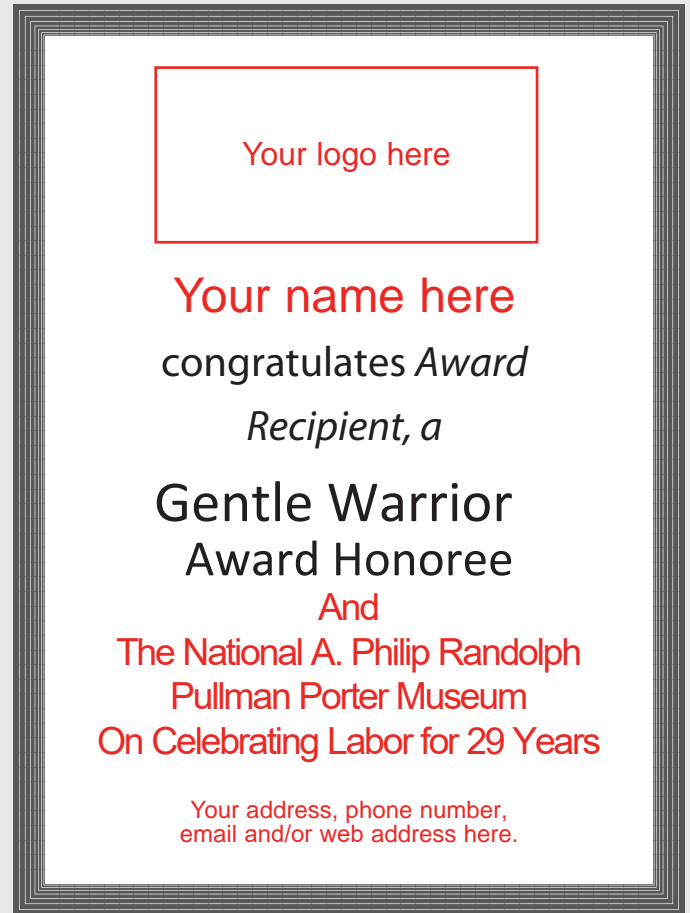 Your logo here
Your name here
congratulates Award
Recipient, a
Gentle Warrior
Award Honoree
And
The National A. Philip Randolph
Pullman Porter Museum
On Celebrating Labor for 29 Years
Your address, phone number,
email and/or web address here.